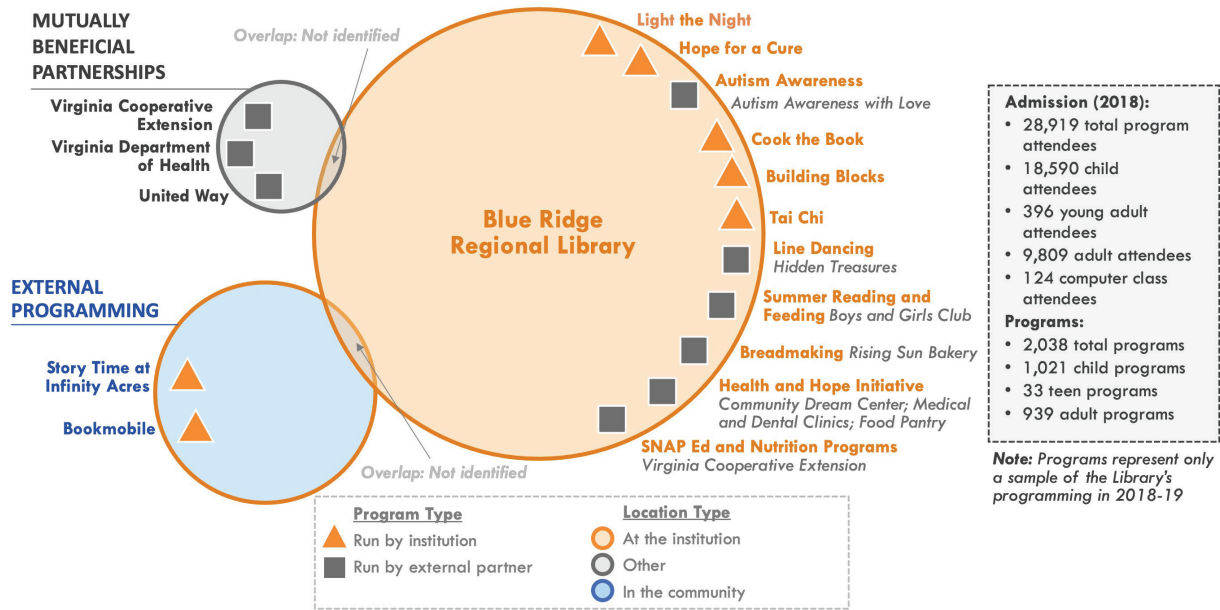 MUTUALLY
BENEFICIAL
PARTNERSHIPS
Overlap: Not identified
Virginia Cooperative
Extension
Virginia Department
of Health
United Way
EXTERNAL
PROGRAMMING
Story Time at
Infinity Acres
Bookmobile
Overlap: Not identified
Blue Ridge
Regional Library
Light the Night
Hope for a Cure
Autism Awareness
Autism Awareness with Love
Cook the Book
Building Blocks
Tai Chi
Line Dancing
Hidden Treasures
Summer Reading and
Feeding Boys and Girls Club
Breadmaking Rising Sun Bakery
Health and Hope Initiative
Community Dream Center; Medical
and Dental Clinics; Food Pantry
SNAP Ed and Nutrition Programs
Virginia Cooperative Extension
Admission (2018):
• 28,919 total program
attendees
• 18,590 child
attendees
• 396 young adult
attendees
• 9,809 adult attendees
• 124 computer class
attendees
Programs:
• 2,038 total programs
• 1,021 child programs
• 33 teen programs
• 939 adult programs
Note: Programs represent only
a sample of the Library's
programming in 2018-19
Program Type
Run by institution
Run by external partner
Location Type
At the institution
Other
In the community